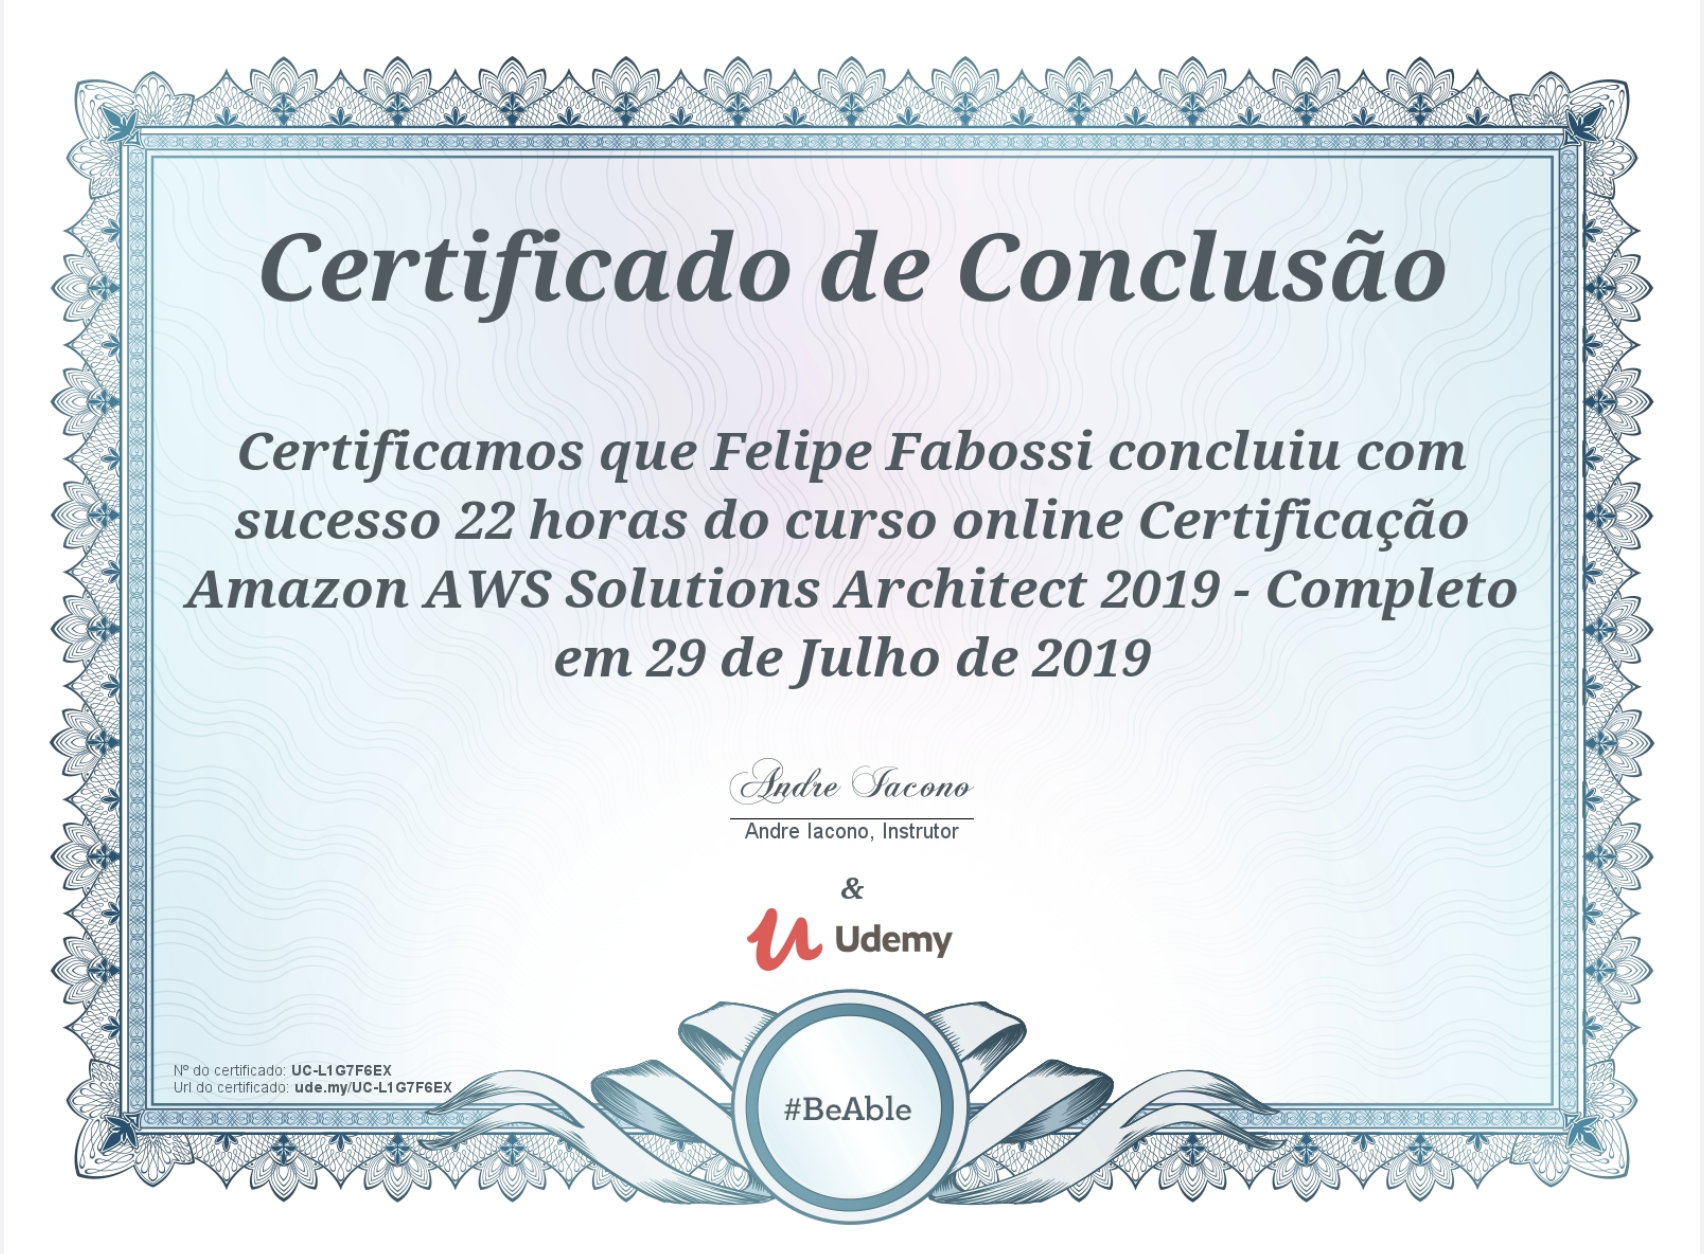 Certificado de Conclusão
Certificamos que Felipe Fabossi concluiu com
sucesso 22 horas do curso online Certificação
Amazon AWS Solutions Architect 2019 - Completo
em 29 de Julho de 2019
Andre Iacono
Andre Iacono, Instrutor
&
Udemy
Nº do certificado: UC-L1G7F6EX
Url do certificado: ude.my/UC-L1G7F6EX
#BeAble